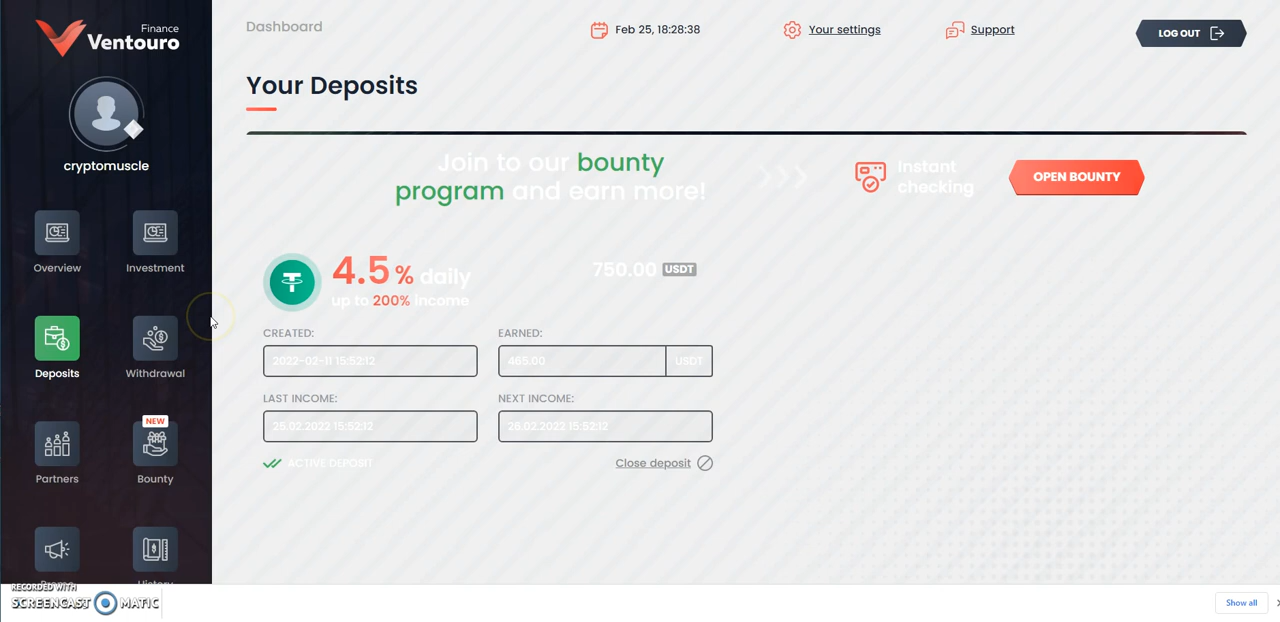 Finance
Ventouro
Dashboard
Feb 25, 18:28:38
Your settings
Support
LOG OUT
Your Deposits
cryptomuscle
Join to our bounty
program and earn more!
Instant
checking
OPEN BOUNTY
Overview
Investment
4.5% daily
up to 200% income
750.00 USDT
CREATED:
EARNED:
2022-02-11 15:52:12
465.00 USDT
Deposits
Withdrawal
LAST INCOME:
NEXT INCOME:
25.02.2022 15:52:12
26.02.2022 15:52:12
NEW
ACTIVE DEPOSIT
Close deposit
Partners
Bounty
Promo
History
RECORDED WITH
SCREENCAST MATIC
Show all